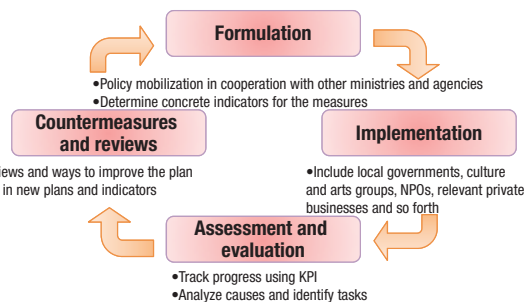 Formulation
•Policy mobilization in cooperation with other ministries and agencies
•Determine concrete indicators for the measures
Countermeasures
and reviews
ews and ways to improve the plan
in new plans and indicators
Implementation
•Include local governments, culture
and arts groups, NPOs, relevant private
businesses and so forth
Assessment and
evaluation
•Track progress using KPI
•Analyze causes and identify tasks